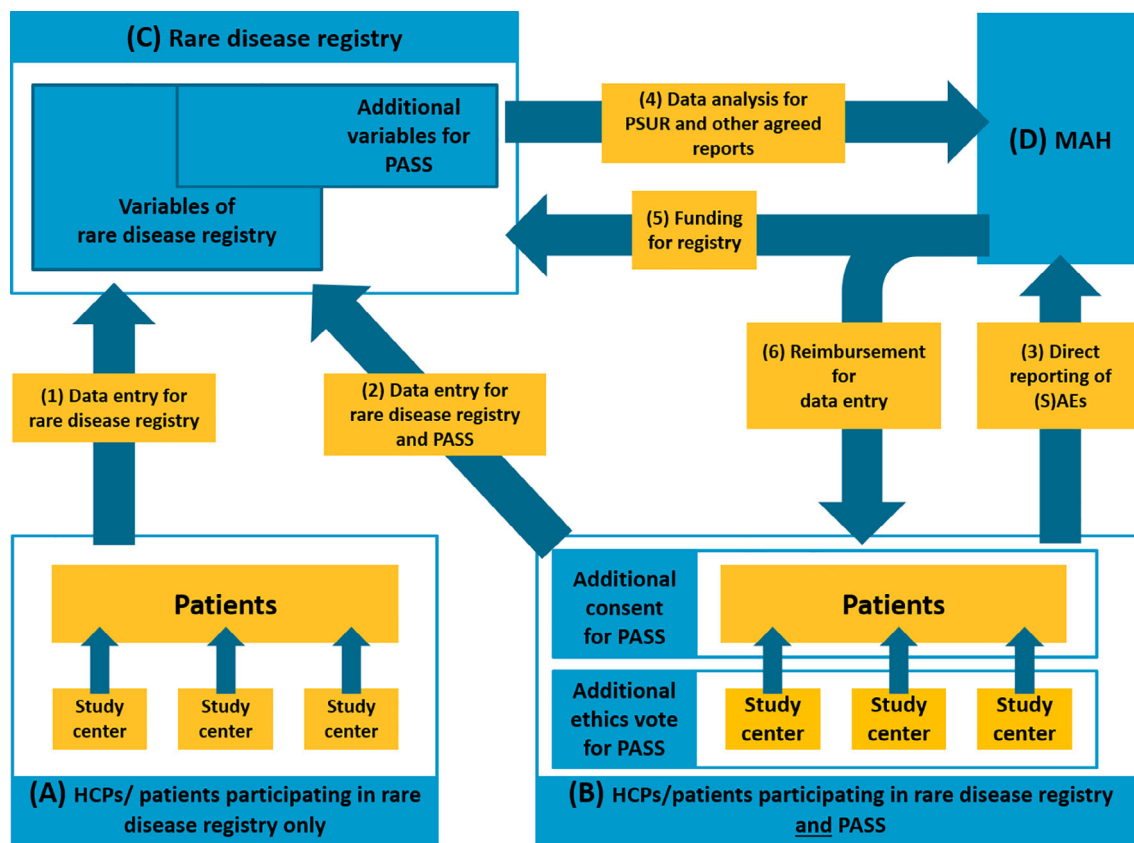 (C) Rare disease registry
Additional
variables for
PASS
Variables of
rare disease registry
(4) Data analysis for
PSUR and other agreed
reports
(D) MAH
(5) Funding
for registry
(1) Data entry for
rare disease registry
(2) Data entry for
rare disease registry
and PASS
(6) Reimbursement
for
data entry
(3) Direct
reporting of
(S)AEs
Patients
Study
center
Study
center
Study
center
(A) HCPs/ patients participating in rare
disease registry only
Additional
consent
for PASS
Patients
Additional
ethics vote
for PASS
Study
center
Study
center
Study
center
(B) HCPs/patients participating in rare disease registry
and PASS